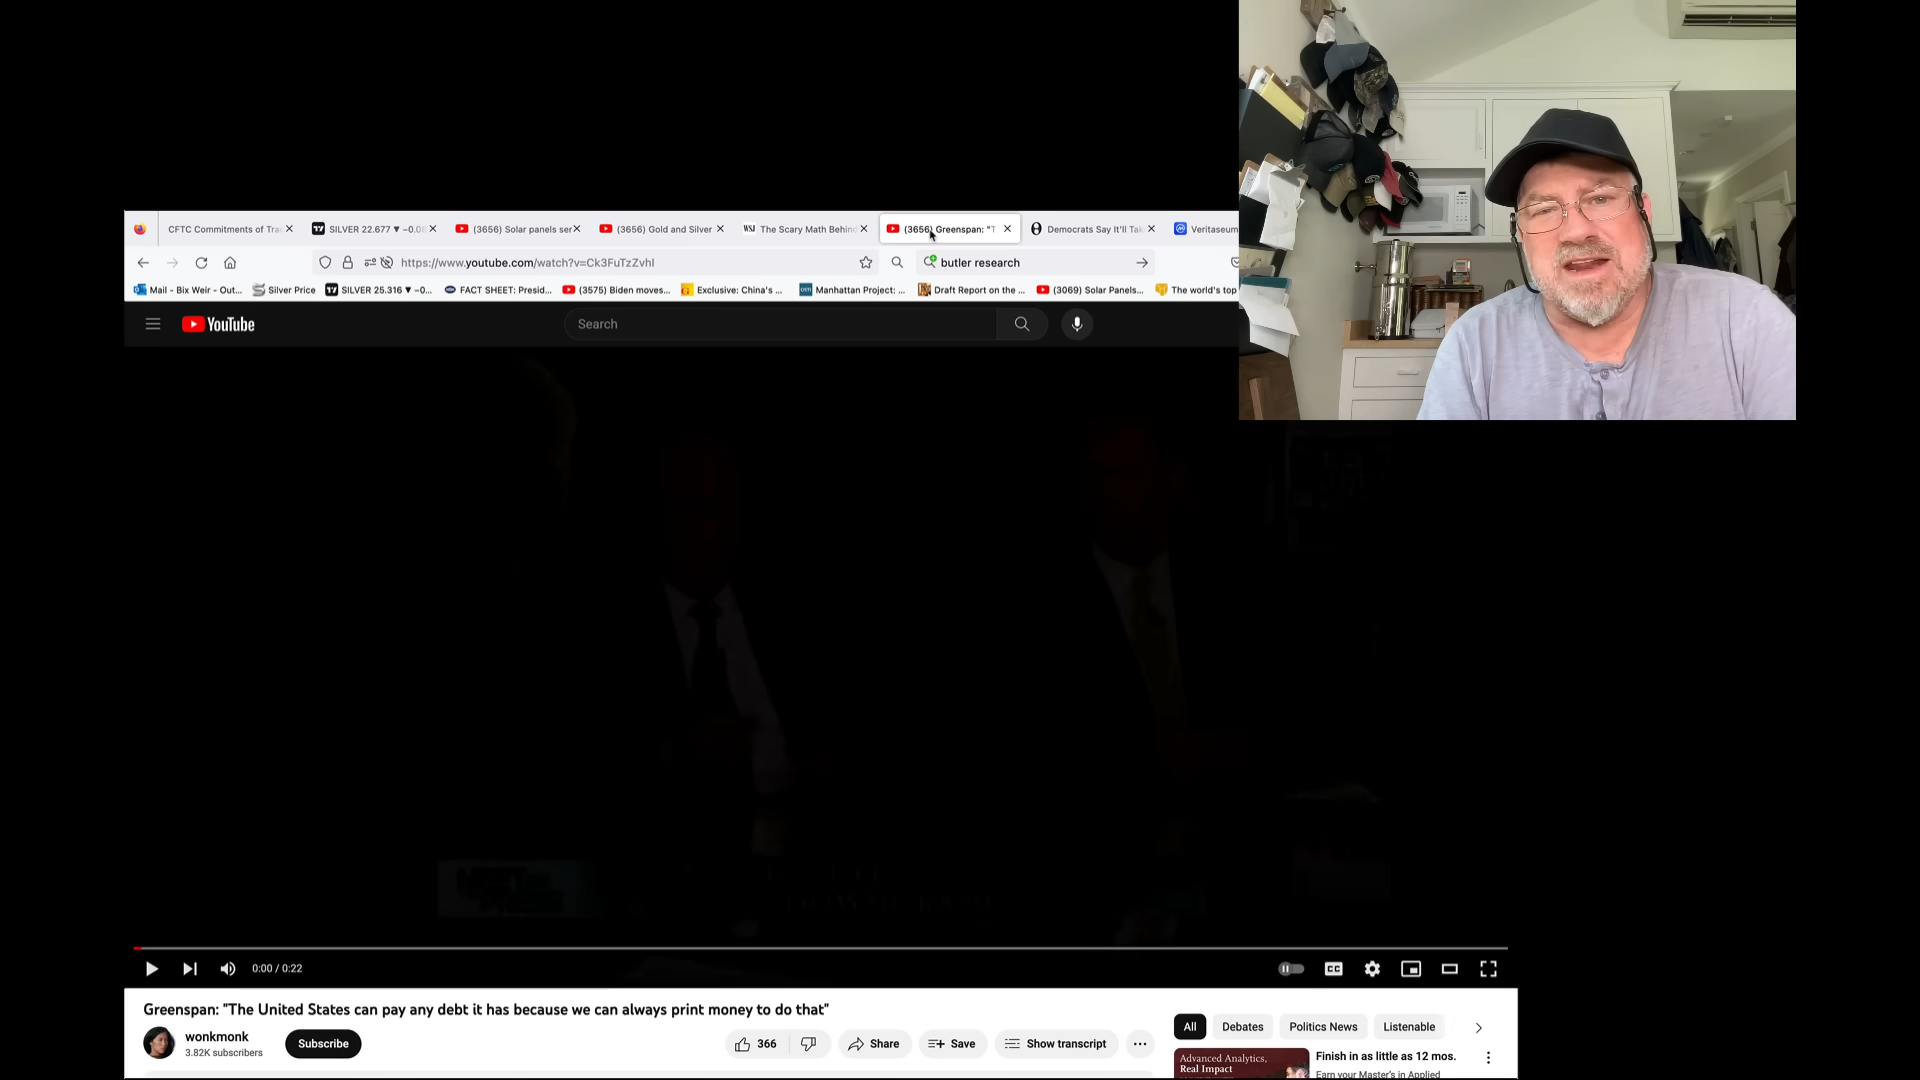 CFTC Commitments of Tra
SILVER 22.677 ▼ −0.08
(3656) Solar panels ser
(3656) Gold and Silver
WSJ The Scary Math Behind
(3656) Greenspan: "T
Democrats Say It'll Tak
Veritaseum
https://www.youtube.com/watch?v=Ck3FuTzZvhI
butler research
Mail - Bix Weir - Out...
Silver Price
SILVER 25.316 ▼ −0...
FACT SHEET: Presid...
(3575) Biden moves...
Exclusive: China's ...
Manhattan Project: ...
Draft Report on the ...
(3069) Solar Panels...
The world's top
YouTube
Search
0:00 / 0:22
CC
Greenspan: "The United States can pay any debt it has because we can always print money to do that"
wonkmonk
3.82K subscribers
Subscribe
366
Share
Save
Show transcript
All
Debates
Politics News
Listenable
Advanced Analytics,
Real Impact
Finish in as little as 12 mos.
Earn your Master's in Applied